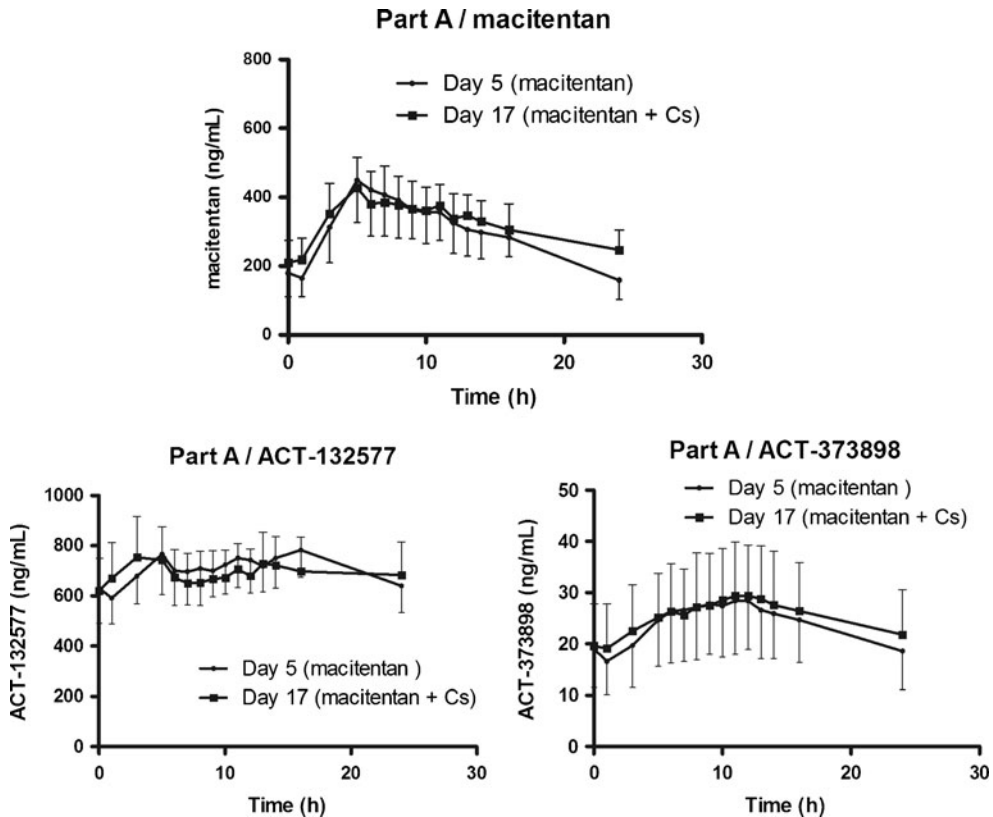 Part A / macitentan
800
600
400
200
0
macitentan (ng/mL)
Day 5 (macitentan)
Day 17 (macitentan + Cs)
0 10 20 30
Time (h)
Part A / ACT-132577
1000
800
600
400
200
0
ACT-132577 (ng/mL)
Day 5 (macitentan )
Day 17 (macitentan + Cs)
0 10 20 30
Time (h)
Part A / ACT-373898
50
40
30
20
10
0
ACT-373898 (ng/mL)
Day 5 (macitentan )
Day 17 (macitentan + Cs)
0 10 20 30
Time (h)